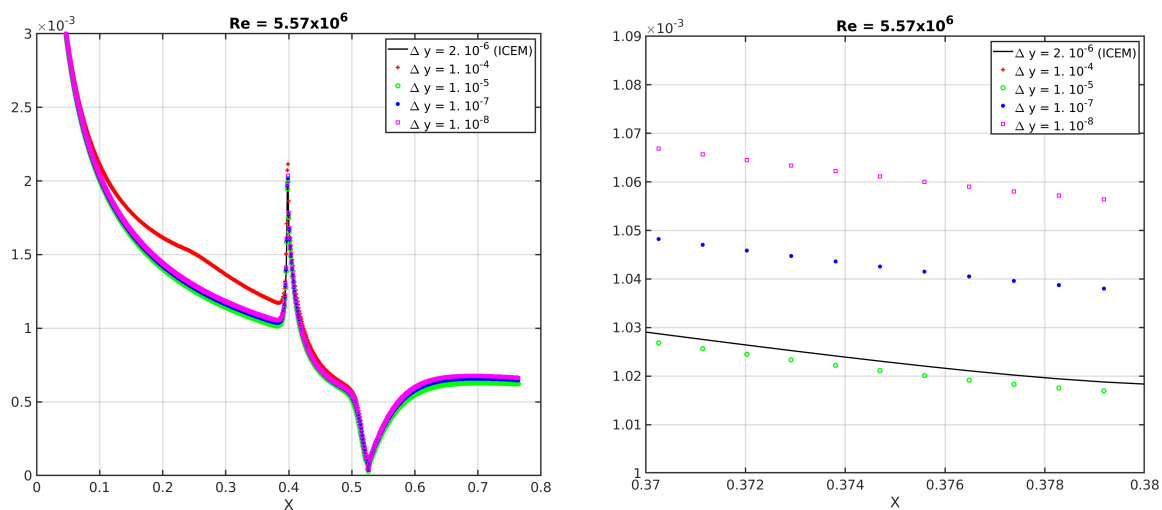 Re = 5.57x10^6
×10^-3
3
2.5
2
1.5
1
0.5
0
0 0.1 0.2 0.3 0.4 0.5 0.6 0.7 0.8
X
Δ y = 2. 10^-6 (ICEM)
Δ y = 1. 10^-4
Δ y = 1. 10^-5
Δ y = 1. 10^-7
Δ y = 1. 10^-8
Re = 5.57x10^6
×10^-3
1.09
1.08
1.07
1.06
1.05
1.04
1.03
1.02
1.01
1
0.37 0.372 0.374 0.376 0.378 0.38
X
Δ y = 2. 10^-6 (ICEM)
Δ y = 1. 10^-4
Δ y = 1. 10^-5
Δ y = 1. 10^-7
Δ y = 1. 10^-8